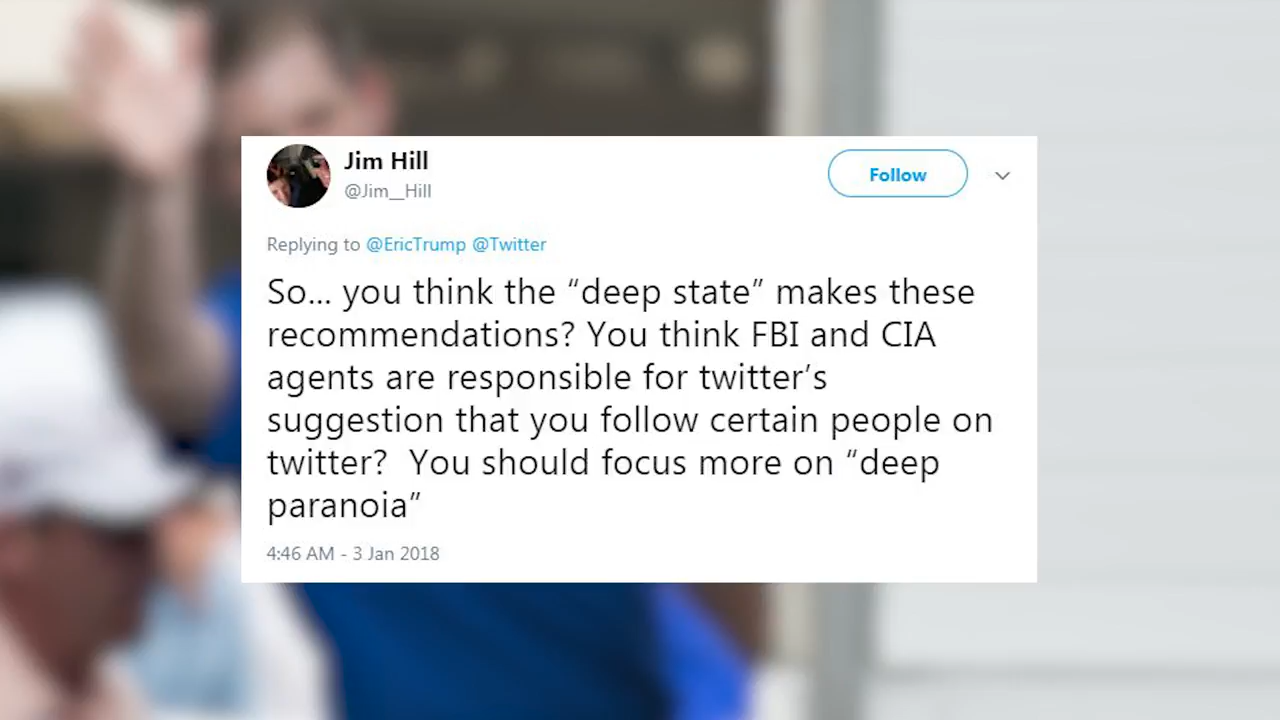 Jim Hill
@Jim__Hill
Follow
Replying to @EricTrump @Twitter
So... you think the “deep state” makes these
recommendations? You think FBI and CIA
agents are responsible for twitter’s
suggestion that you follow certain people on
twitter?  You should focus more on “deep
paranoia”
4:46 AM - 3 Jan 2018